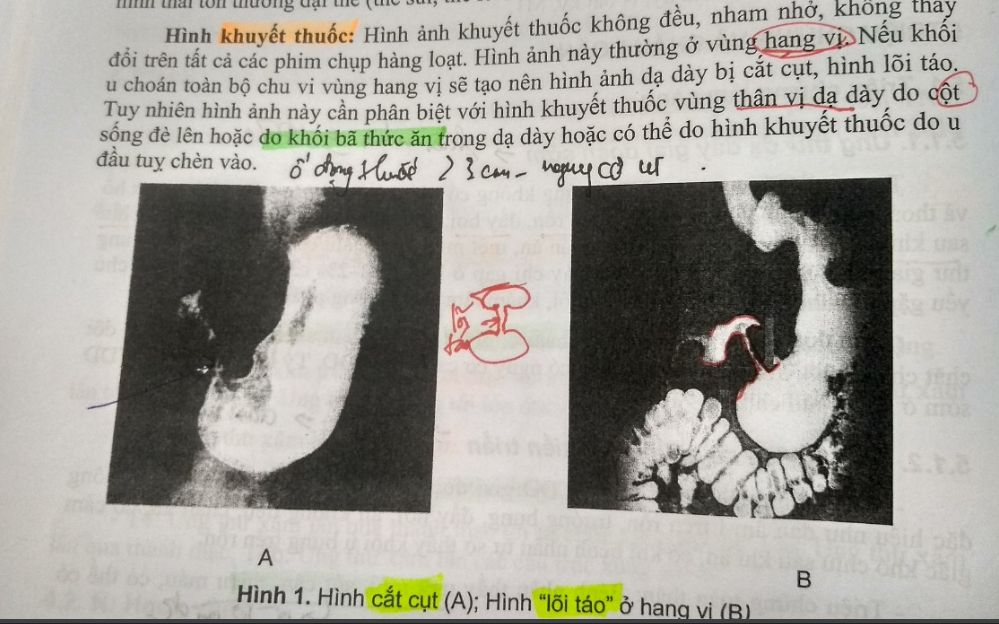 Hình khuyết thuốc: Hình ảnh khuyết thuốc không đều, nham nhở, không thay
đổi trên tất cả các phim chụp hàng loạt. Hình ảnh này thường ở vùng hang vị. Nếu khối
u choán toàn bộ chu vi vùng hang vị sẽ tạo nên hình ảnh dạ dày bị cắt cụt, hình lõi táo.
Tuy nhiên hình ảnh này cần phân biệt với hình khuyết thuốc vùng thân vị dạ dày do cột
sống đè lên hoặc do khối bã thức ăn trong dạ dày hoặc có thể do hình khuyết thuốc do u
đầu tuỵ chèn vào.
ổ đọng thuốc > 3 cm - nguy cơ
lõi
táo
A
B
Hình 1. Hình cắt cụt (A); Hình "lõi táo" ở hang vị (B)